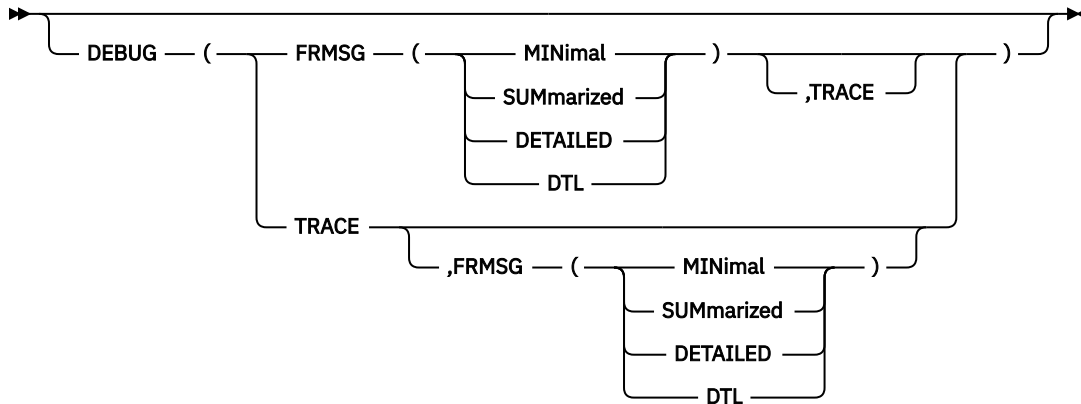 DEBUG ( FRMSG ( MINimal ) )
SUMmarized ,TRACE
DETAILED
DTL
TRACE
,FRMSG ( MINimal )
SUMmarized
DETAILED
DTL